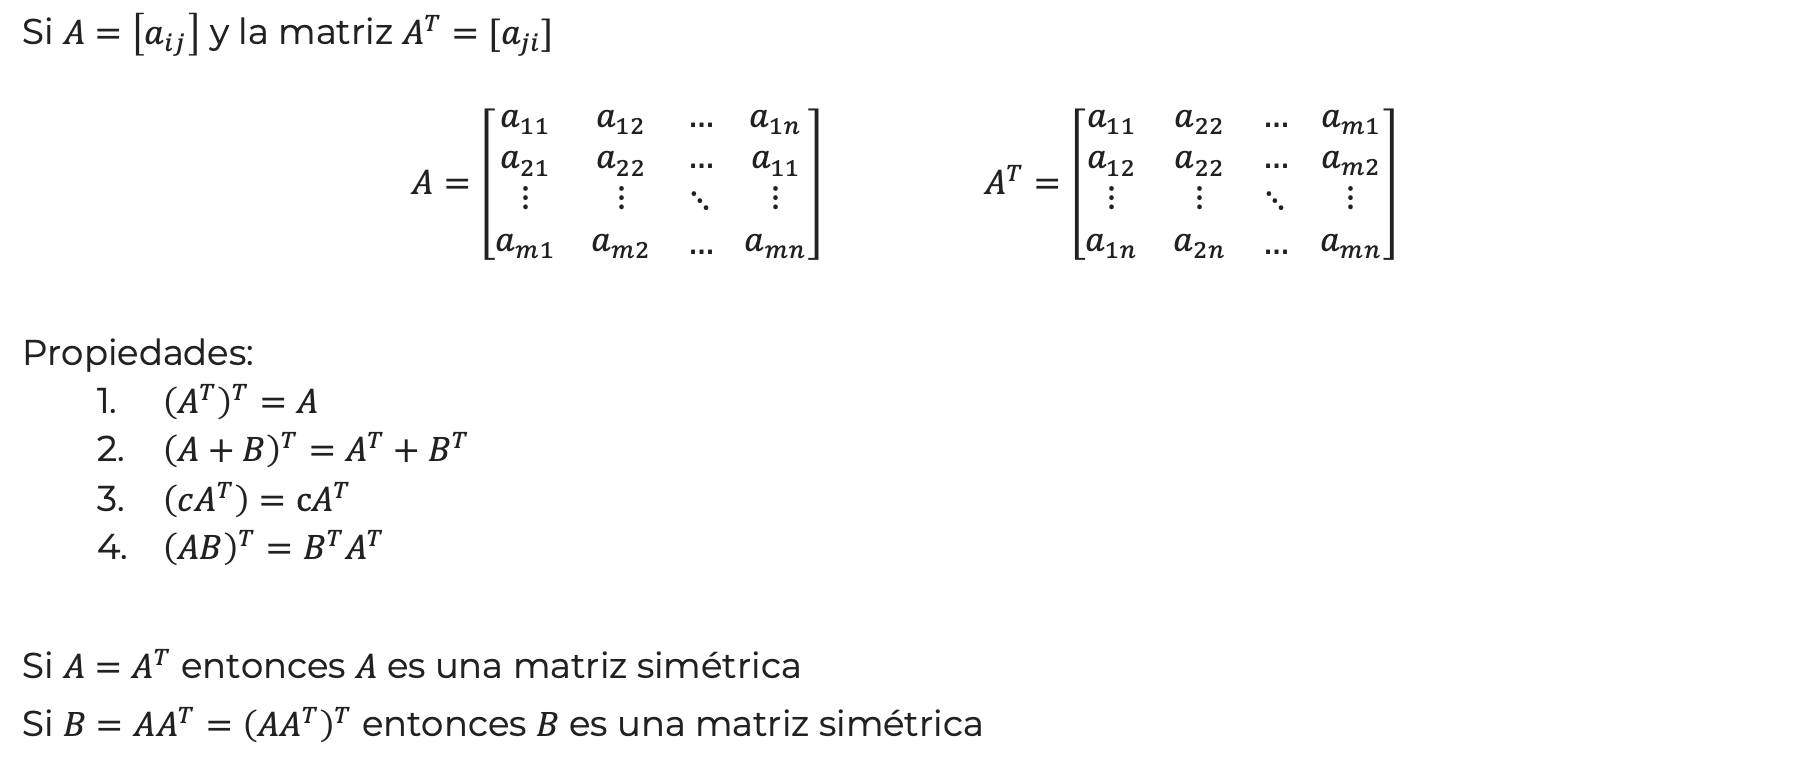 Si A = [a_{ij}] y la matriz A^T = [a_{ji}]
A = [a_{11} a_{12} … a_{1n}; a_{21} a_{22} … a_{11}; ⋮ ⋮ ⋱ ⋮; a_{m1} a_{m2} … a_{mn}] A^T = [a_{11} a_{22} … a_{m1}; a_{12} a_{22} … a_{m2}; ⋮ ⋮ ⋱ ⋮; a_{1n} a_{2n} … a_{mn}]
Propiedades:
1. (A^T)^T = A
2. (A + B)^T = A^T + B^T
3. (cA^T) = cA^T
4. (AB)^T = B^T A^T
Si A = A^T entonces A es una matriz simétrica
Si B = AA^T = (AA^T)^T entonces B es una matriz simétrica